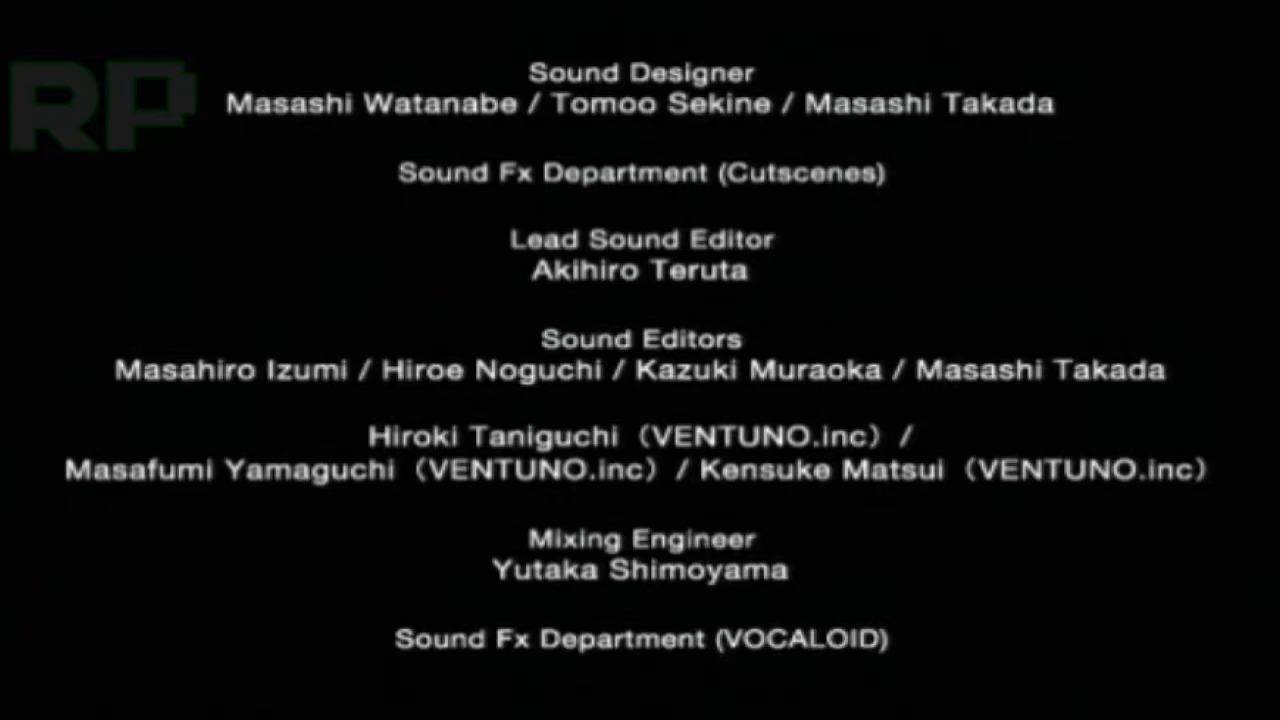 RP
Sound Designer
Masashi Watanabe / Tomoo Sekine / Masashi Takada
Sound Fx Department (Cutscenes)
Lead Sound Editor
Akihiro Teruta
Sound Editors
Masahiro Izumi / Hiroe Noguchi / Kazuki Muraoka / Masashi Takada
Hiroki Taniguchi（VENTUNO.inc）/
Masafumi Yamaguchi（VENTUNO.inc）/ Kensuke Matsui（VENTUNO.inc）
Mixing Engineer
Yutaka Shimoyama
Sound Fx Department (VOCALOID)